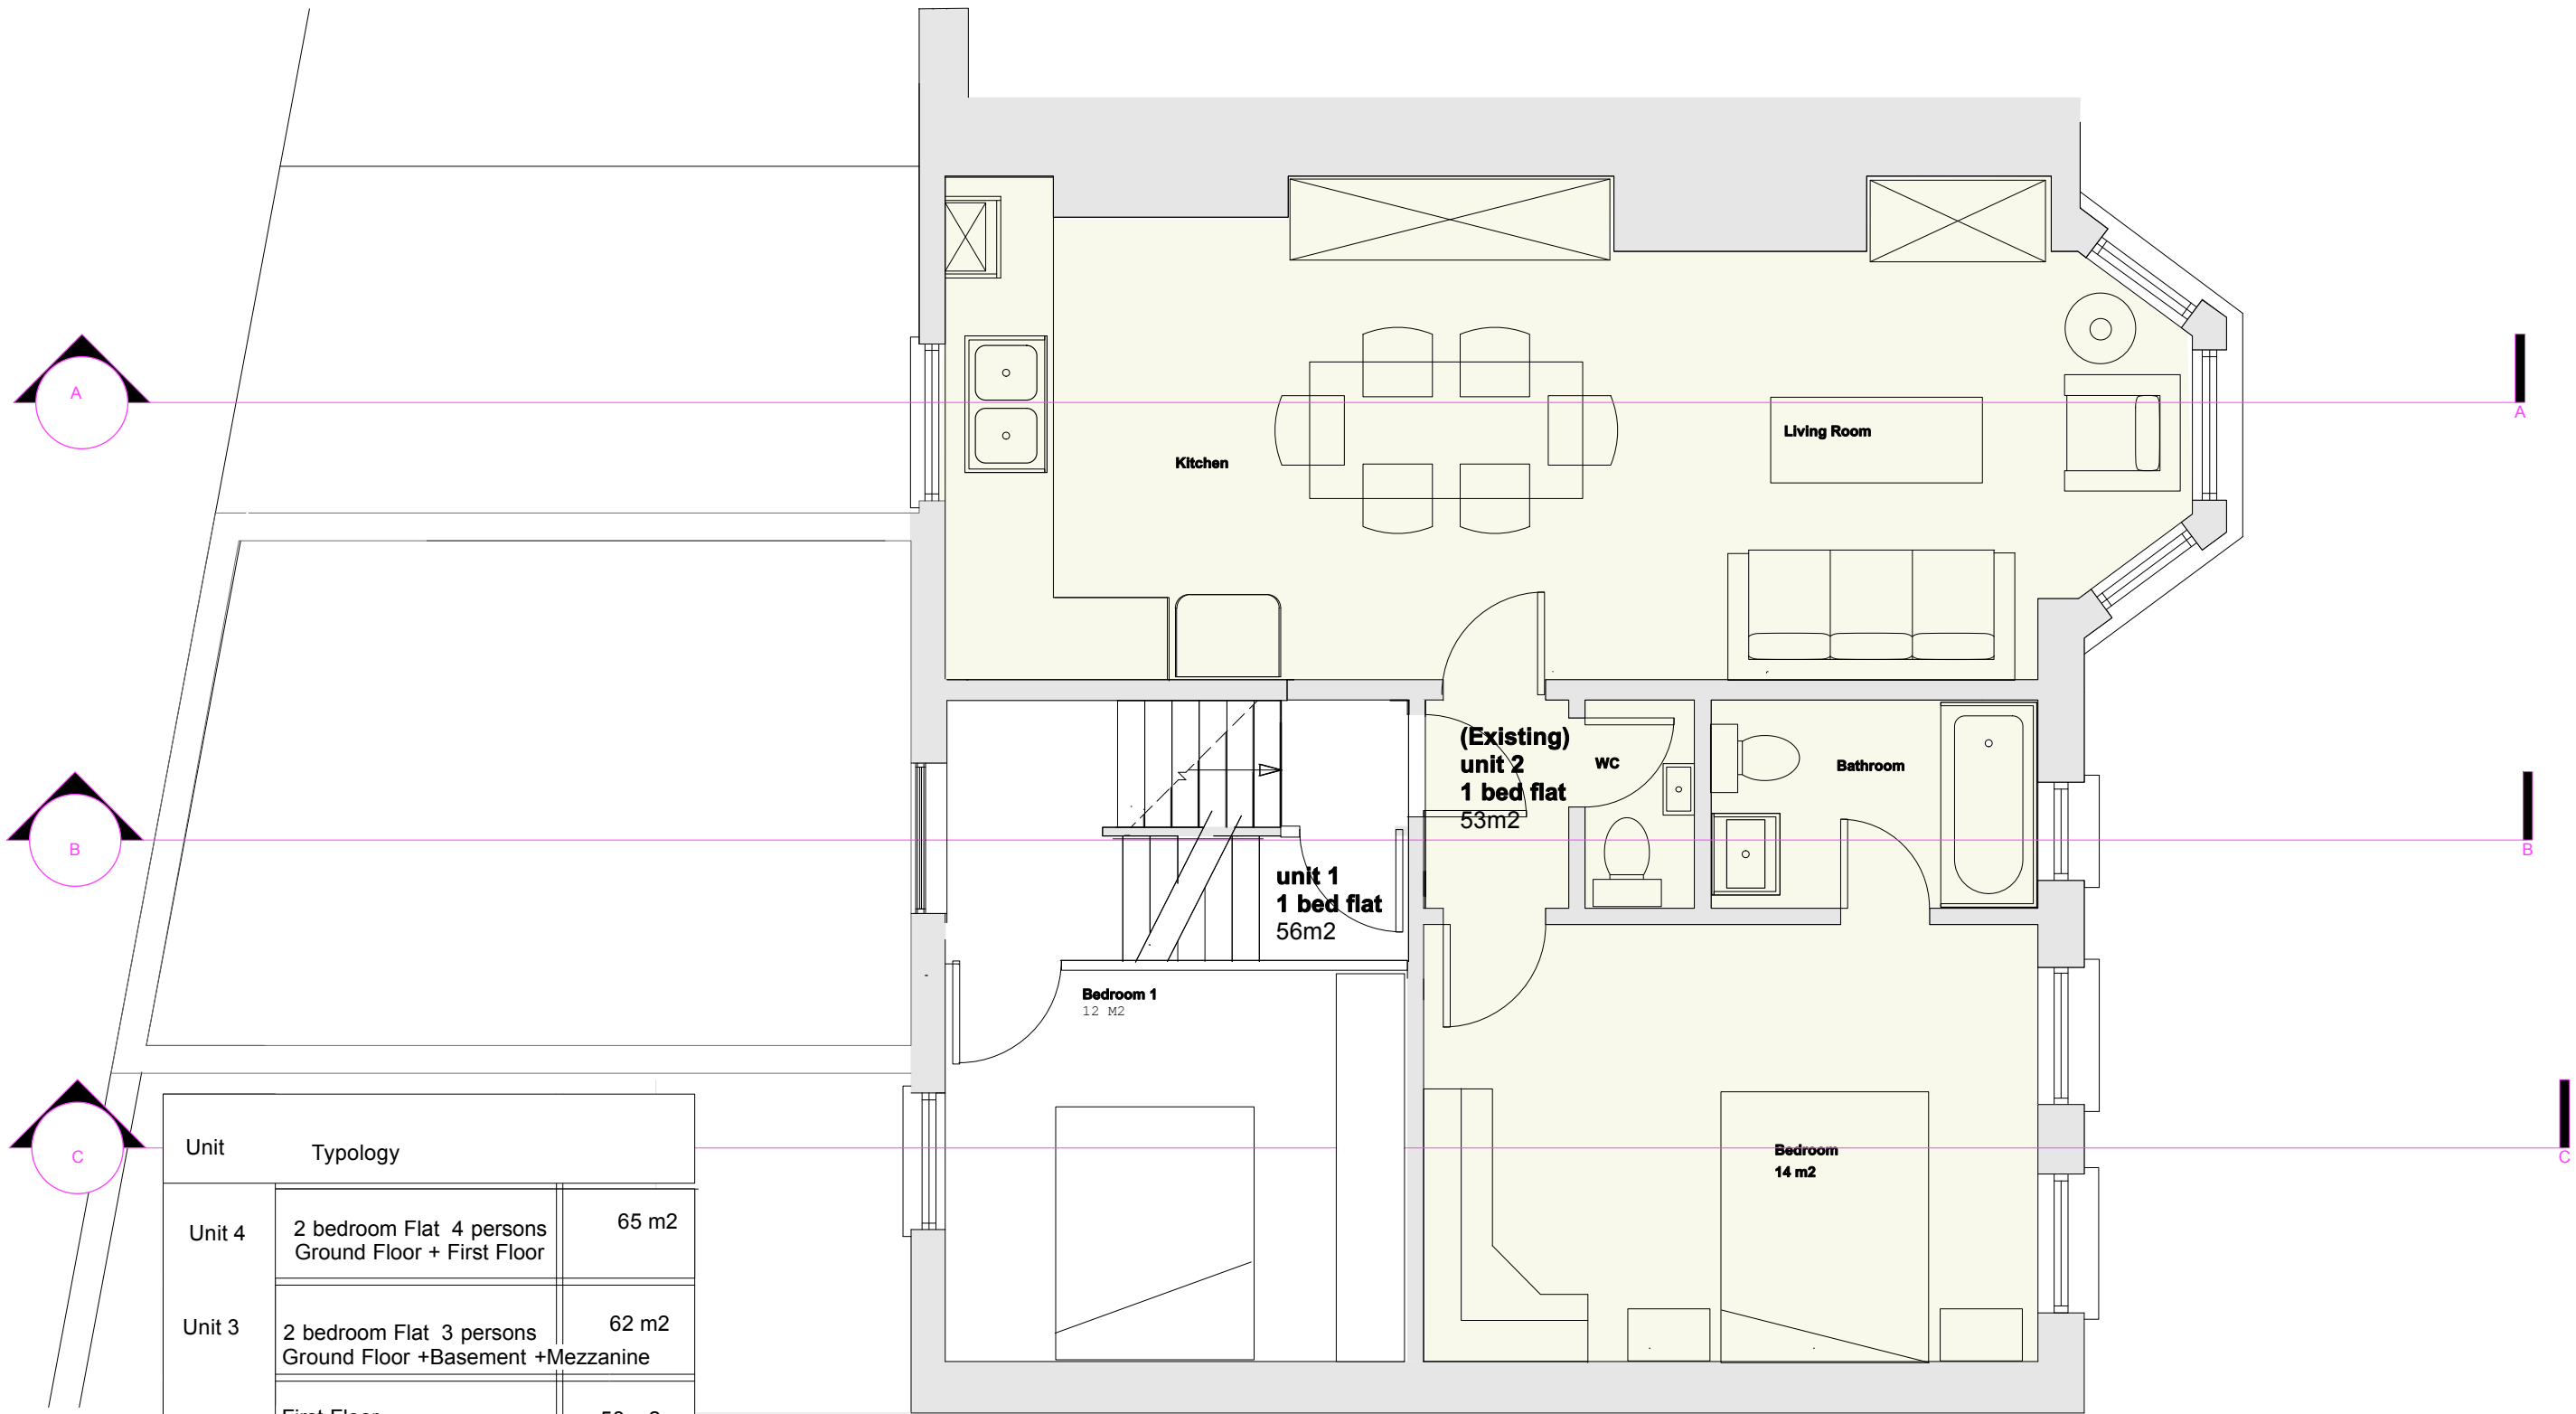 A
A
Living Room
Kitchen
(Existing)
unit 2
1 bed flat
53m2
WC
Bathroom
B
B
unit 1
1 bed flat
56m2
Bedroom 1
12 M2
C
C
Bedroom
14 m2
Unit
Typology
Unit 4
2 bedroom Flat 4 persons
Ground Floor + First Floor
65 m2
Unit 3
2 bedroom Flat 3 persons
Ground Floor +Basement +Mezzanine
62 m2
First Floor